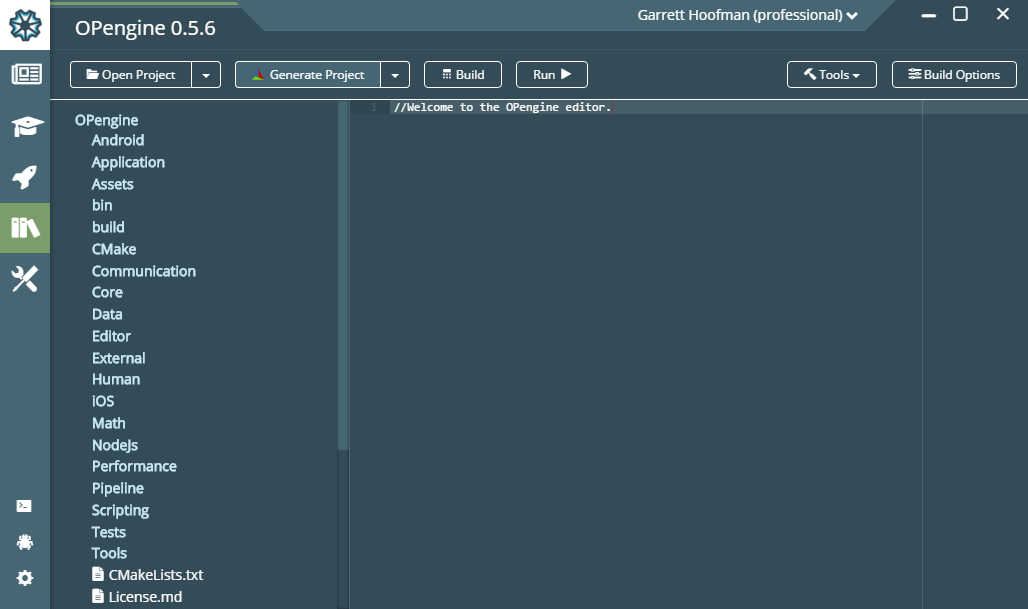 OPengine 0.5.6
Garrett Hoofman (professional)
Open Project
Generate Project
Build
Run
Tools
Build Options
OPengine
Android
Application
Assets
bin
build
CMake
Communication
Core
Data
Editor
External
Human
iOS
Math
NodeJs
Performance
Pipeline
Scripting
Tests
Tools
CMakeLists.txt
License.md
1 //Welcome to the OPengine editor.